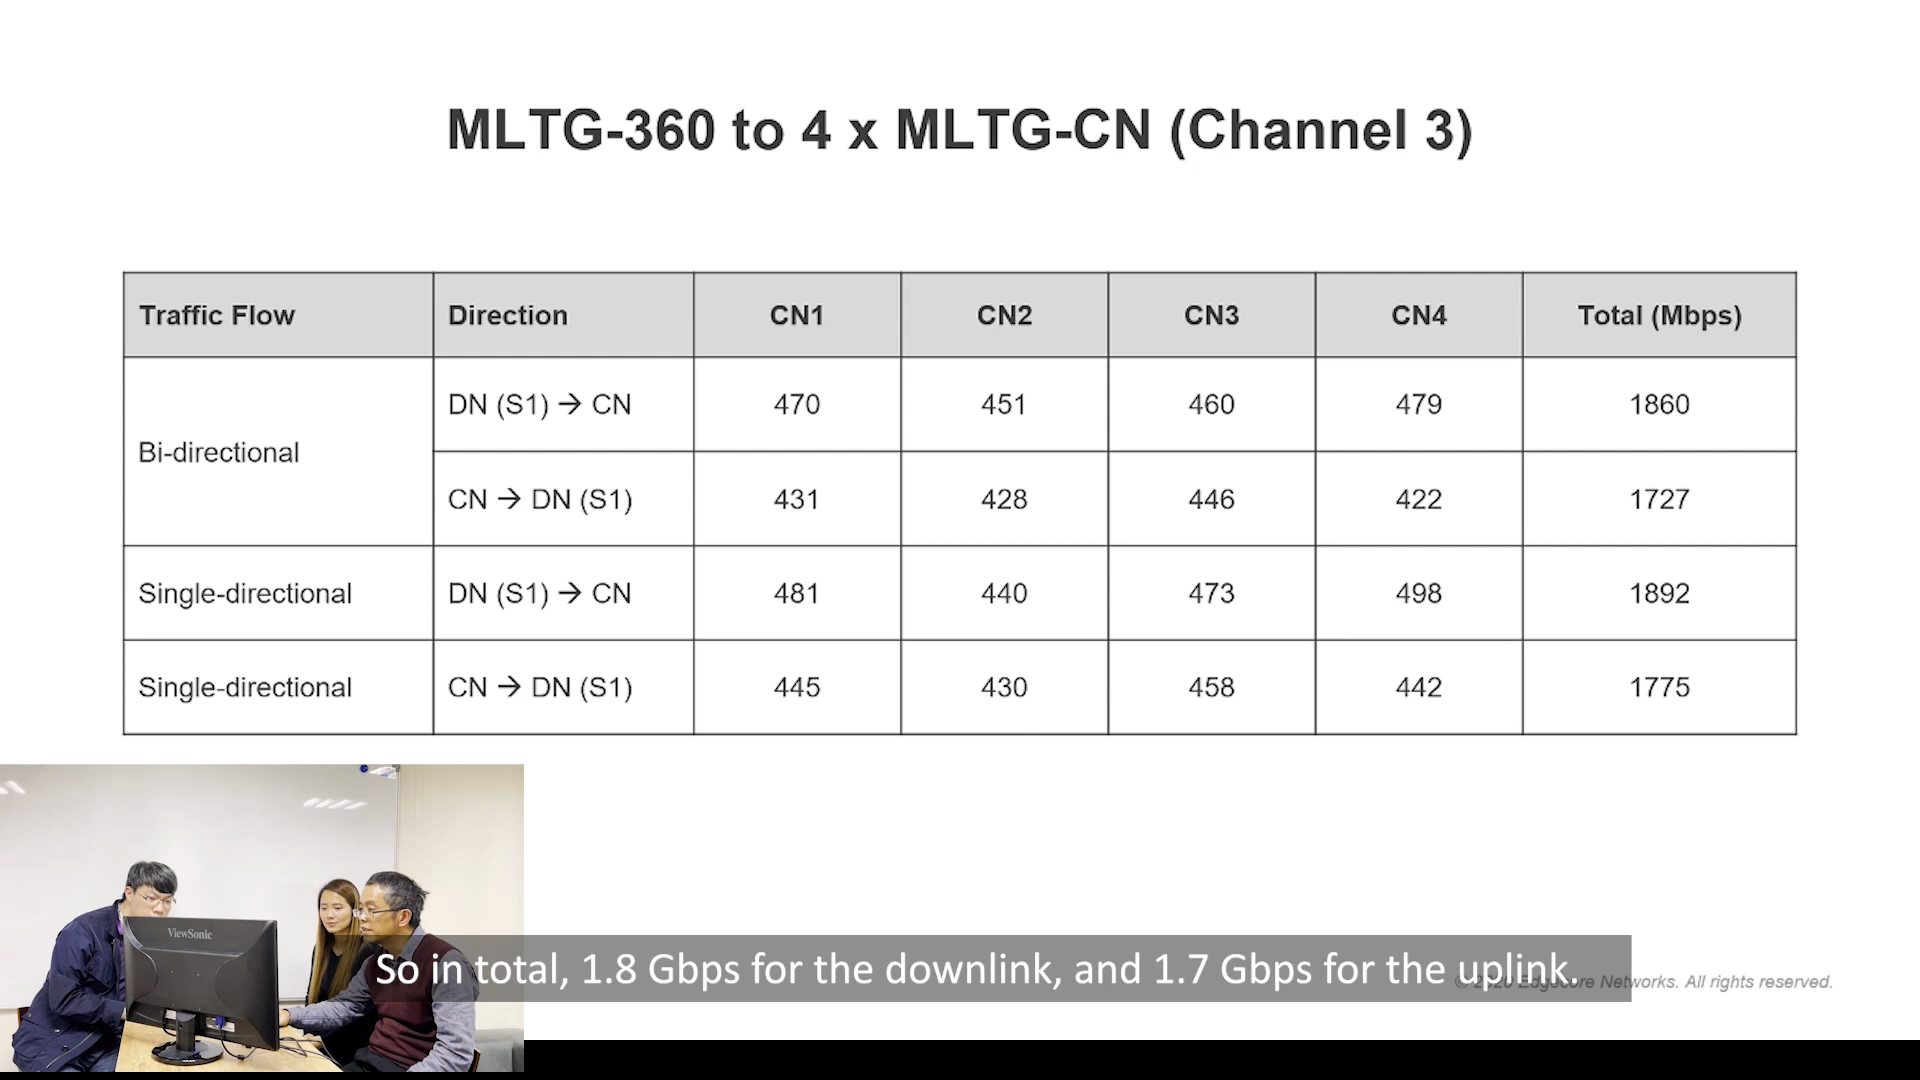 MLTG-360 to 4 x MLTG-CN (Channel 3)
Traffic Flow Direction CN1 CN2 CN3 CN4 Total (Mbps)
Bi-directional
DN (S1) → CN 470 451 460 479 1860
CN → DN (S1) 431 428 446 422 1727
Single-directional DN (S1) → CN 481 440 473 498 1892
Single-directional CN → DN (S1) 445 430 458 442 1775
ViewSonic
So in total, 1.8 Gbps for the downlink, and 1.7 Gbps for the uplink.
© 2020 Edgecore Networks. All rights reserved.